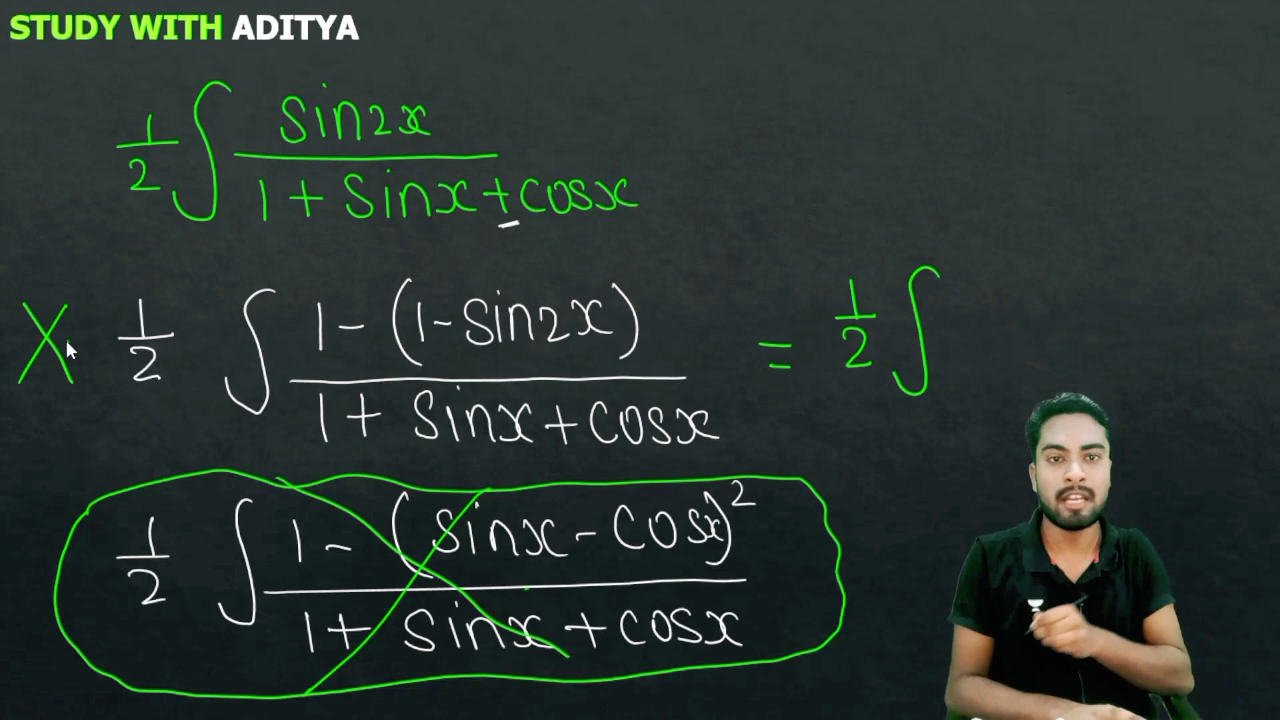 STUDY WITH ADITYA
1/2 ∫ sin2x / 1 + sinx + cosx
X 1/2 ∫ 1 - (1 - sin2x) / 1 + sinx + cosx = 1/2 ∫
1/2 ∫ 1 - (sinx - cosx)² / 1 + sinx + cosx